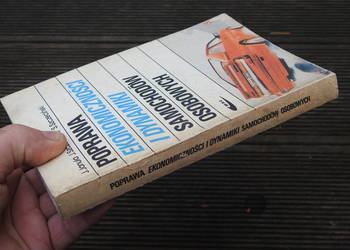 POPRAWA
EKONOMICZNOŚCI
I DYNAMIKI
SAMOCHODÓW
OSOBOWYCH
POPRAWA EKONOMICZNOŚCI I DYNAMIKI SAMOCHODÓW OSOBOWYCH